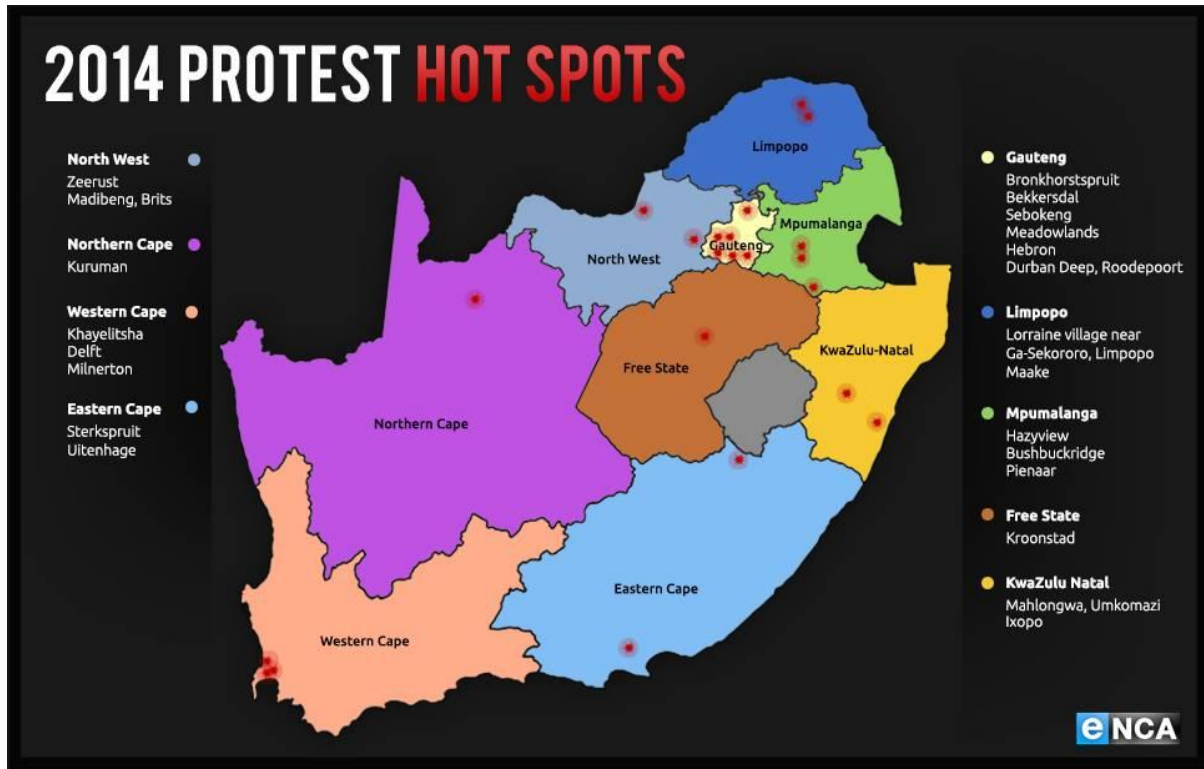 2014 PROTEST HOT SPOTS
North West
Zeerust
Madibeng, Brits
Northern Cape
Kuruman
Western Cape
Khayelitsha
Delft
Milnerton
Eastern Cape
Sterkspruit
Uitenhage
Limpopo
Mpumalanga
Gauteng
North West
KwaZulu-Natal
Free State
Northern Cape
Eastern Cape
Western Cape
Gauteng
Bronkhorstspruit
Bekkersdal
Sebokeng
Meadowlands
Hebron
Durban Deep, Roodepoort
Limpopo
Lorraine village near
Ga-Sekororo, Limpopo
Maake
Mpumalanga
Hazyview
Bushbuckridge
Pienaar
Free State
Kroonstad
KwaZulu Natal
Mahlongwa, Umkomazi
Ixopo
eNCA